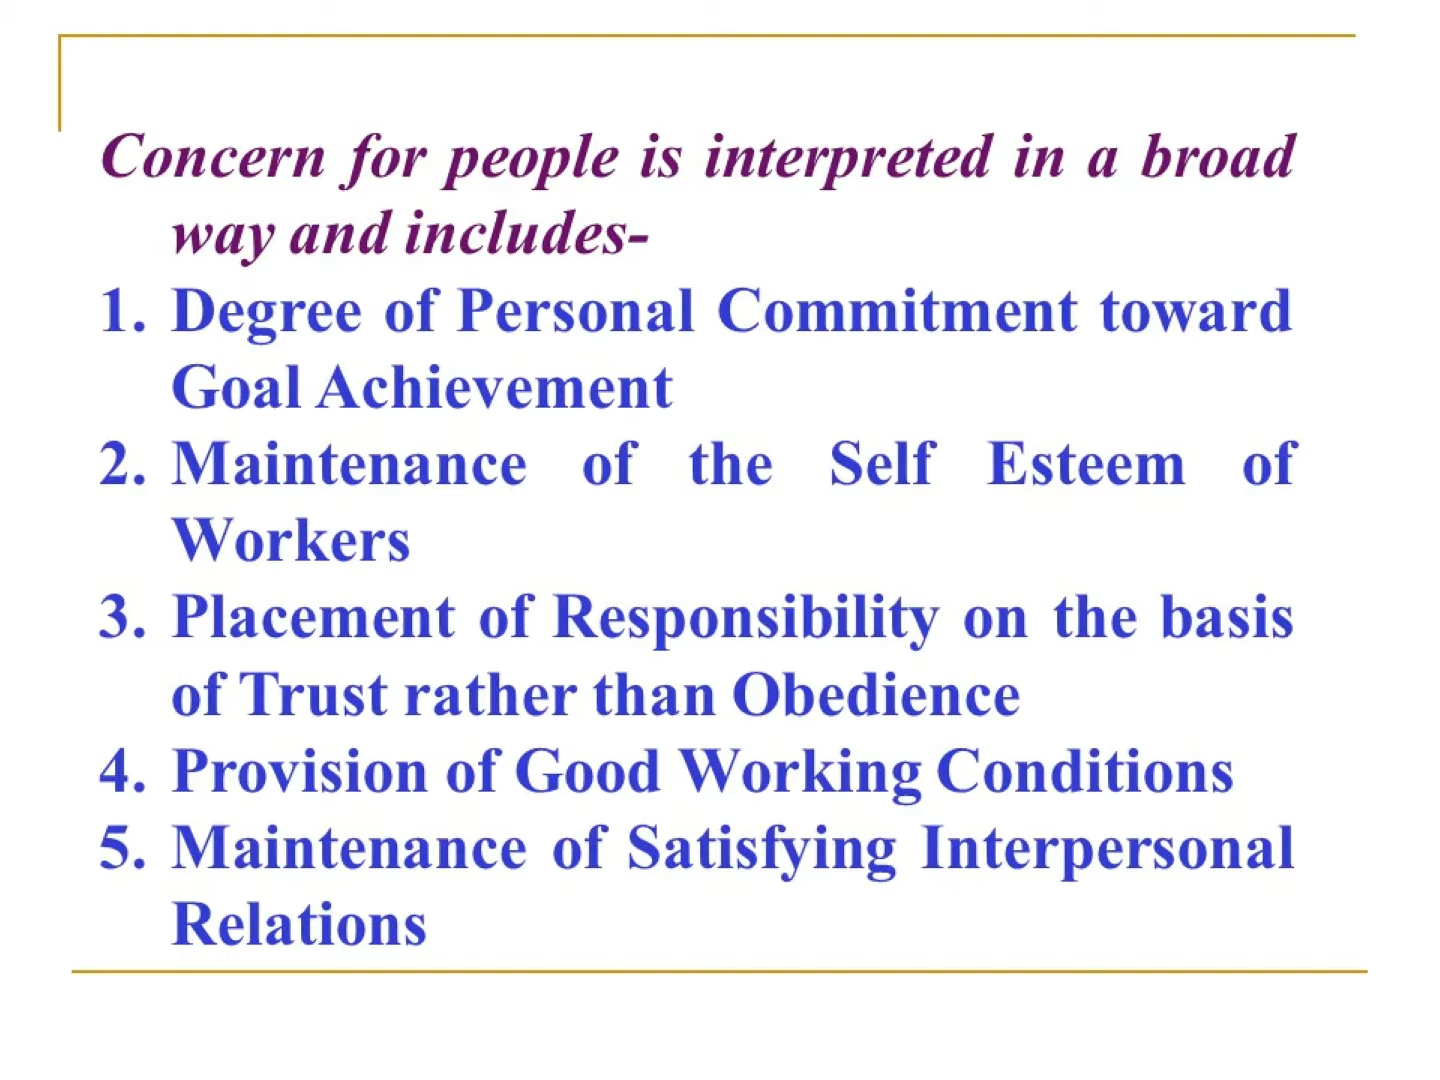 Concern for people is interpreted in a broad
way and includes-
1. Degree of Personal Commitment toward
Goal Achievement
2. Maintenance of the Self Esteem of
Workers
3. Placement of Responsibility on the basis
of Trust rather than Obedience
4. Provision of Good Working Conditions
5. Maintenance of Satisfying Interpersonal
Relations